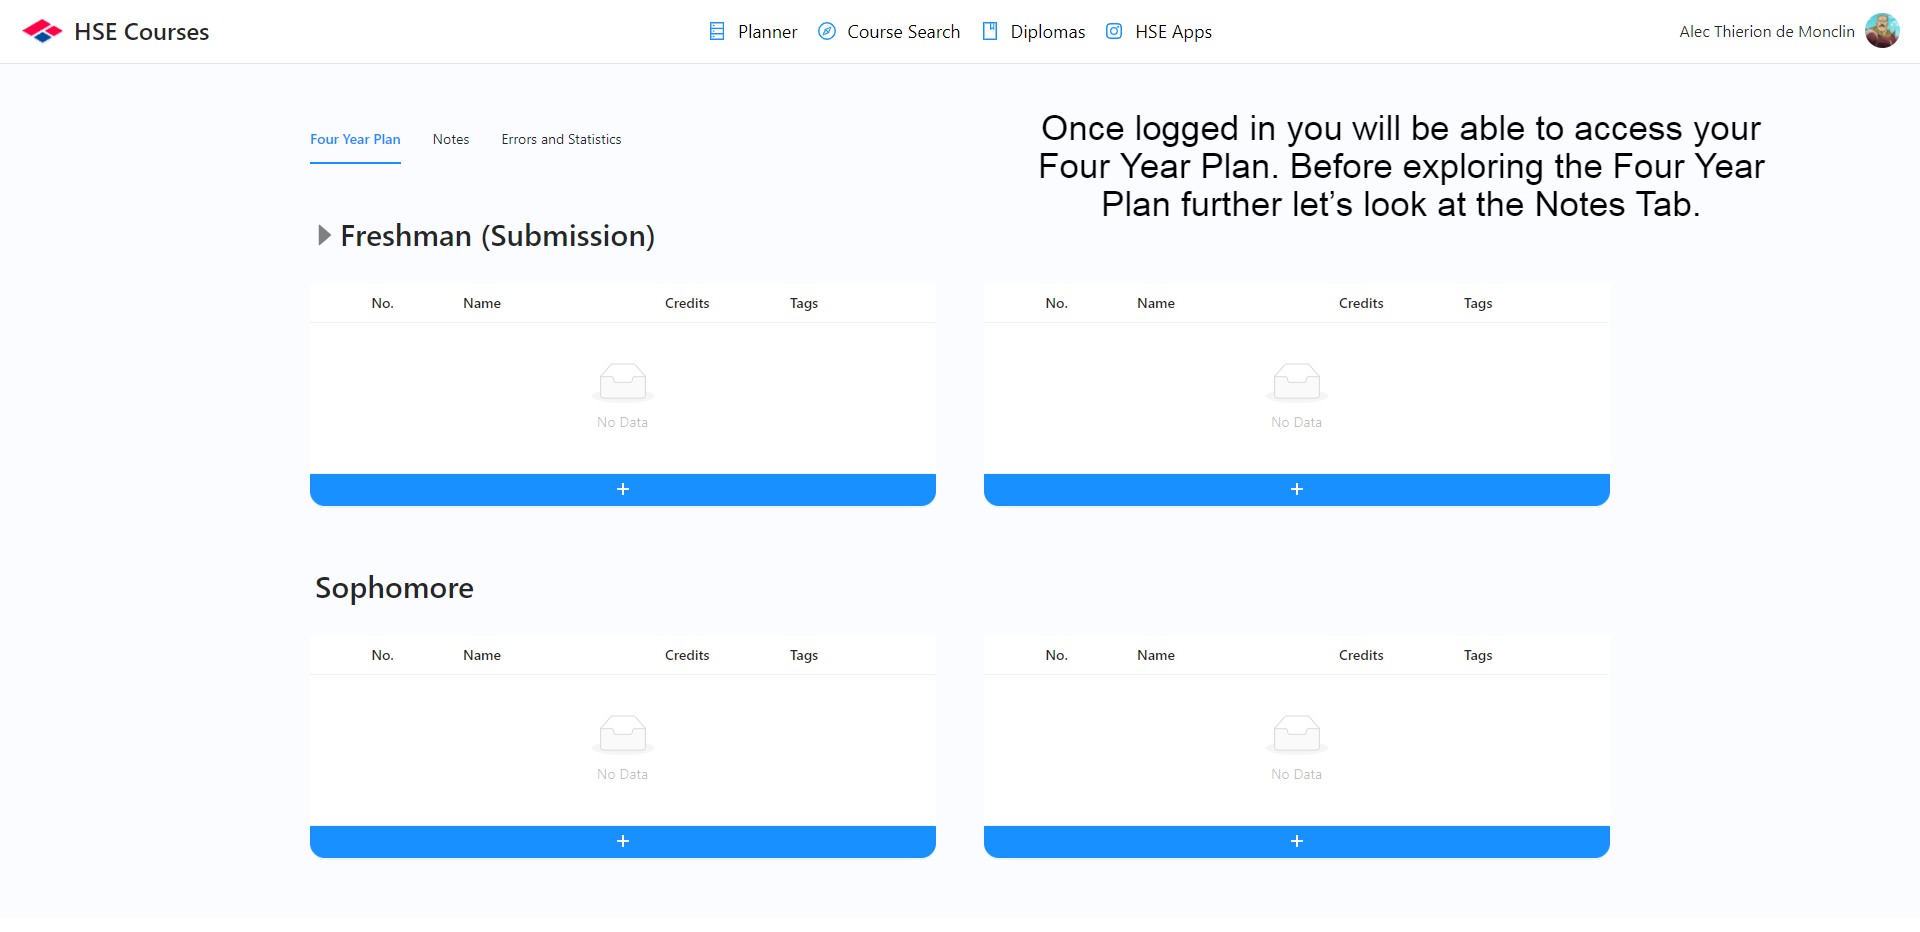 HSE Courses
Planner
Course Search
Diplomas
HSE Apps
Alec Thierion de Monclin
Four Year Plan
Notes
Errors and Statistics
Once logged in you will be able to access your
Four Year Plan. Before exploring the Four Year
Plan further let’s look at the Notes Tab.
Freshman (Submission)
No. Name Credits Tags
No Data
+
No. Name Credits Tags
No Data
+
Sophomore
No. Name Credits Tags
No Data
+
No. Name Credits Tags
No Data
+